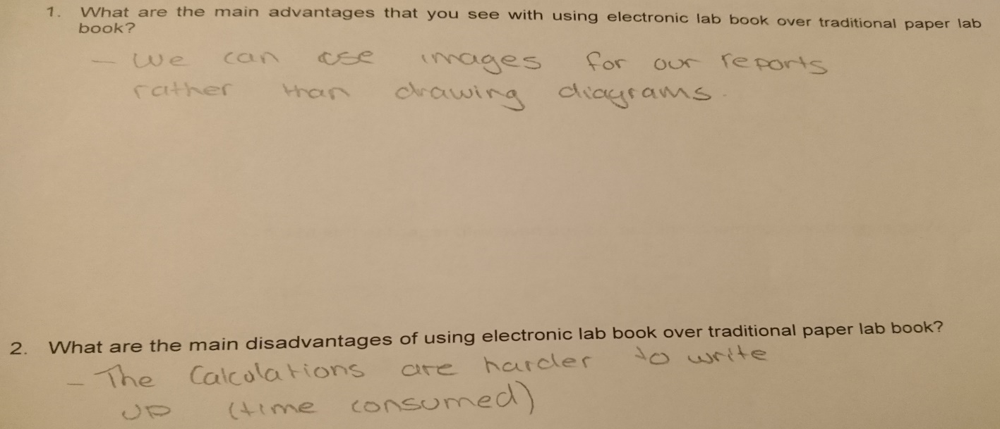 1. What are the main advantages that you see with using electronic lab book over traditional paper lab
book?
- We can use images for our reports
rather than drawing diagrams.
2. What are the main disadvantages of using electronic lab book over traditional paper lab book?
- The Calculations are harder to write
up (time consumed)